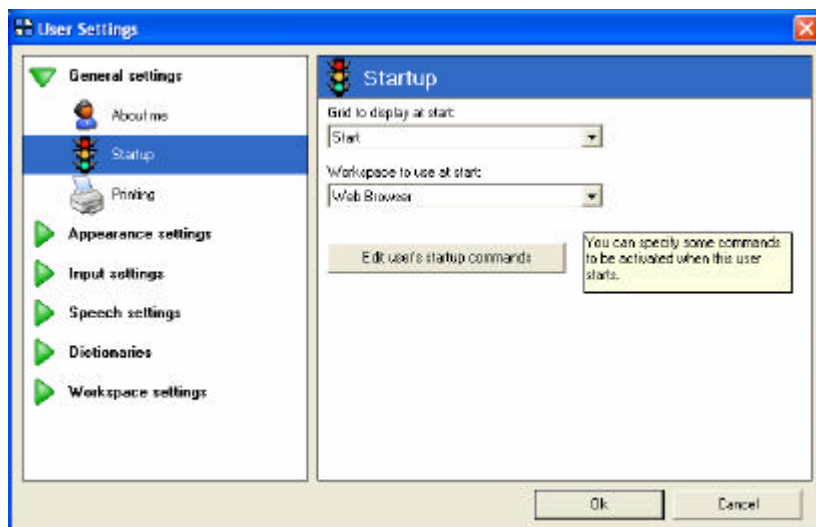 User Settings
General settings
About me
Startup
Printing
Appearance settings
Input settings
Speech settings
Dictionaries
Workspace settings
Startup
Grid to display at start:
Start
Workspace to use at start:
Web Browser
Edit user's startup commands
You can specify some commands
to be activated when this user
starts.
Ok
Cancel